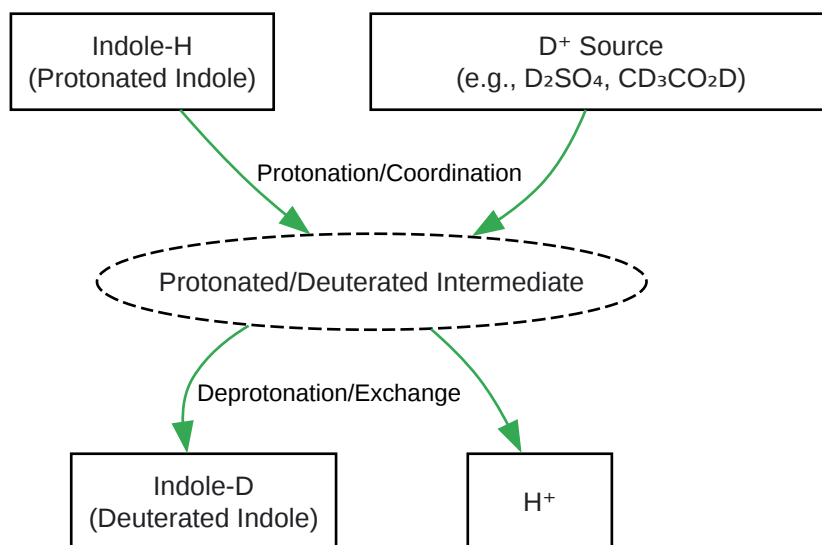 Indole-H
(Protonated Indole)
D⁺ Source
(e.g., D₂SO₄, CD₃CO₂D)
Protonation/Coordination
Protonated/Deuterated Intermediate
Deprotonation/Exchange
Indole-D
(Deuterated Indole)
H⁺